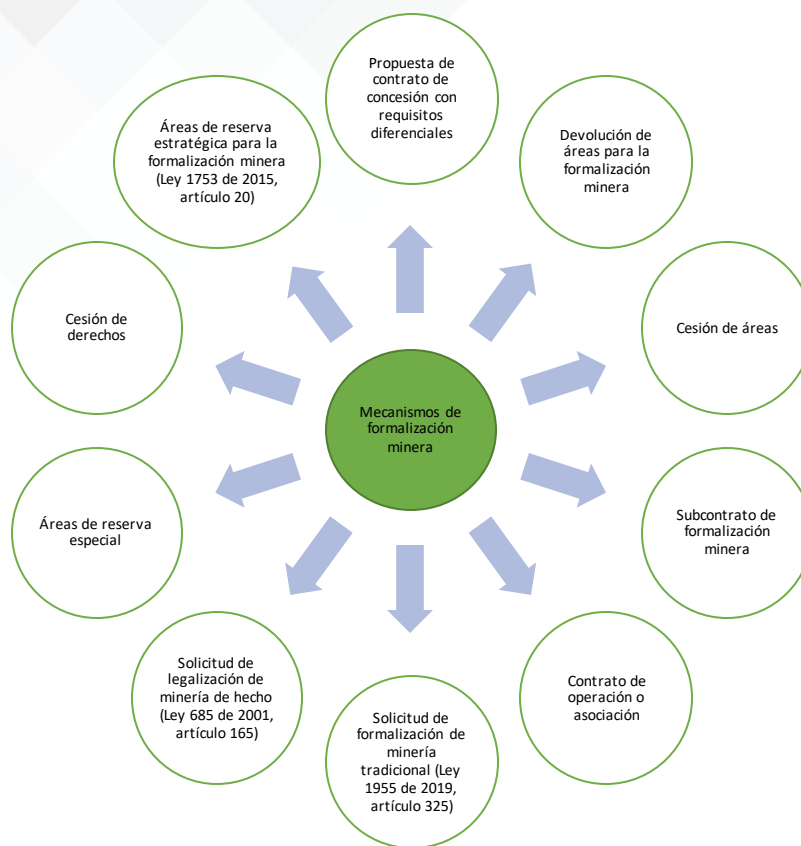 Propuesta de
contrato de
concesión con
requisitos
diferenciales
Devolución de
áreas para la
formalización
minera
Cesión de áreas
Subcontrato de
formalización
minera
Contrato de
operación o
asociación
Solicitud de
formalización de
minería
tradicional (Ley
1955 de 2019,
artículo 325)
Solicitud de
legalización de
minería de hecho
(Ley 685 de 2001,
artículo 165)
Áreas de reserva
especial
Cesión de
derechos
Áreas de reserva
estratégica para la
formalización minera
(Ley 1753 de 2015,
artículo 20)
Mecanismos de
formalización
minera